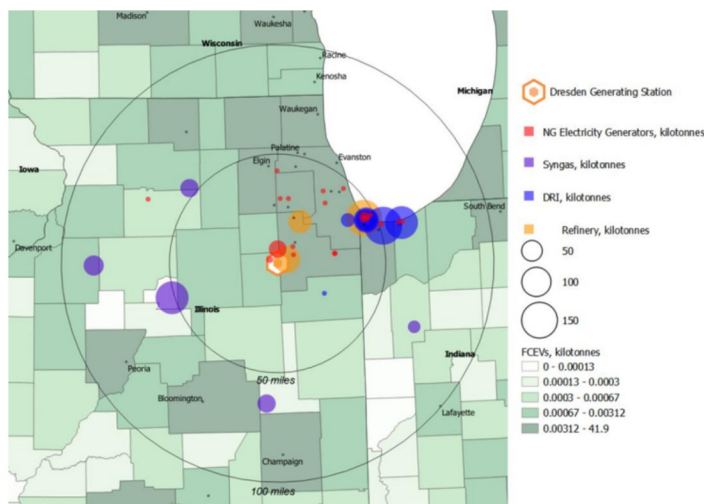 Madison
Waukesha
Wisconsin
Racine
Kenosha
Michigan
Waukegan
Palatine
Elgin
Evanston
Iowa
South Bend
Davenport
Illinois
Indiana
Peoria
50 miles
Bloomington
Lafayette
Champaign
100 miles
Dresden Generating Station
NG Electricity Generators, kilotonnes
Syngas, kilotonnes
DRI, kilotonnes
Refinery, kilotonnes
50
100
150
FCEVs, kilotonnes
0 - 0.00013
0.00013 - 0.0003
0.0003 - 0.00067
0.00067 - 0.00312
0.00312 - 41.9